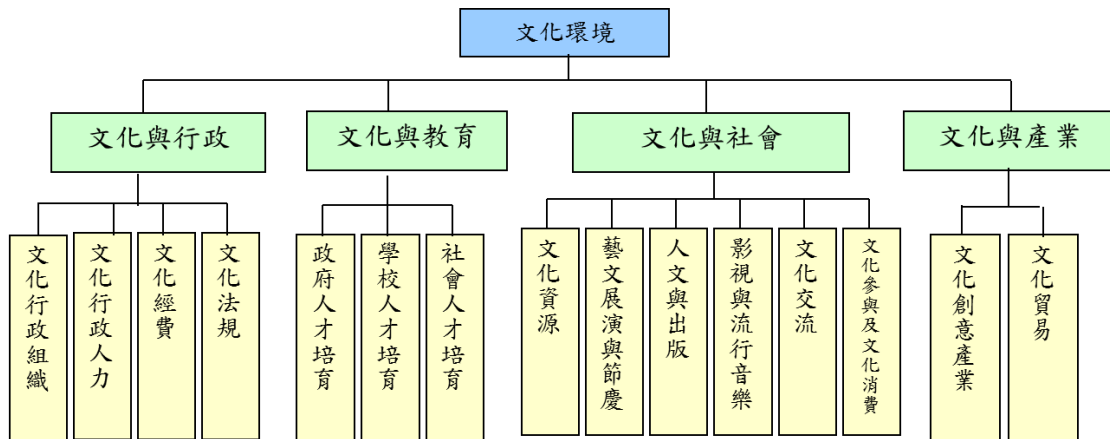 文化環境
文化與行政
文化與教育
文化與社會
文化與產業
文化行政組織
文化行政人力
文化經費
文化法規
政府人才培育
學校人才培育
社會人才培育
文化資源
藝文展演與節慶
人文與出版
影視與流行音樂
文化交流
文化參與及文化消費
文化創意產業
文化貿易